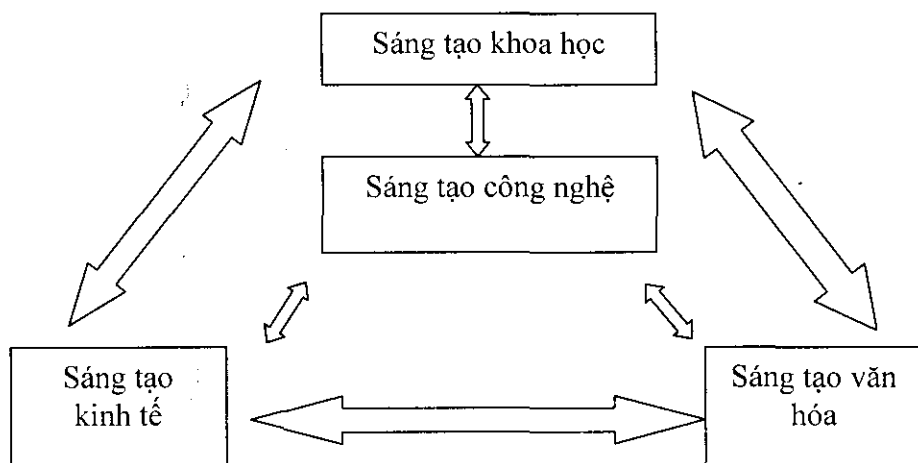 Sáng tạo khoa học
Sáng tạo công nghệ
Sáng tạo
kinh tế
Sáng tạo văn
hóa